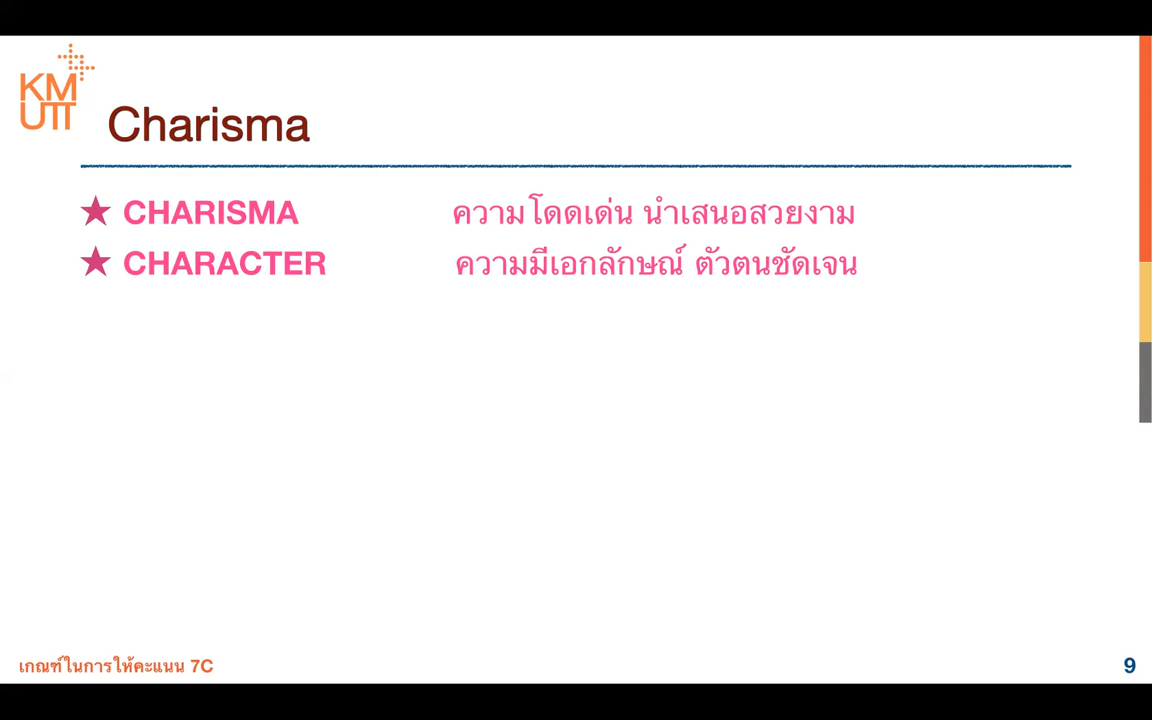 KM
UTT
Charisma
★ CHARISMA ความโดดเด่น นำเสนอสวยงาม
★ CHARACTER ความมีเอกลักษณ์ ตัวตนชัดเจน
เกณฑ์ในการให้คะแนน 7C
9